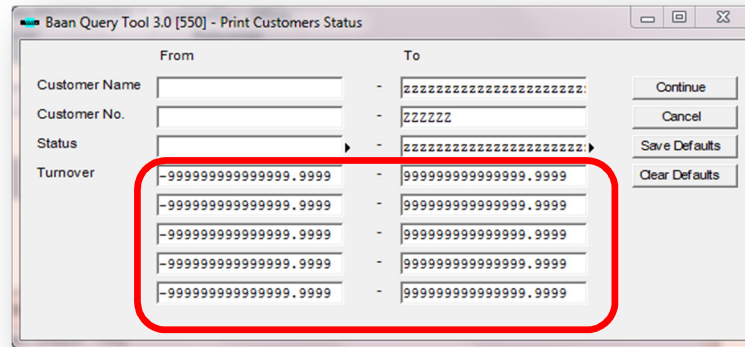 Baan Query Tool 3.0 [550] - Print Customers Status
From To
Customer Name - zzzzzzzzzzzzzzzzzzzzzzz Continue
Customer No. - ZZZZZZ Cancel
Status - zzzzzzzzzzzzzzzzzzzzzzz Save Defaults
Turnover -999999999999999.9999 - 999999999999999.9999 Clear Defaults
-999999999999999.9999 - 999999999999999.9999
-999999999999999.9999 - 999999999999999.9999
-999999999999999.9999 - 999999999999999.9999
-999999999999999.9999 - 999999999999999.9999